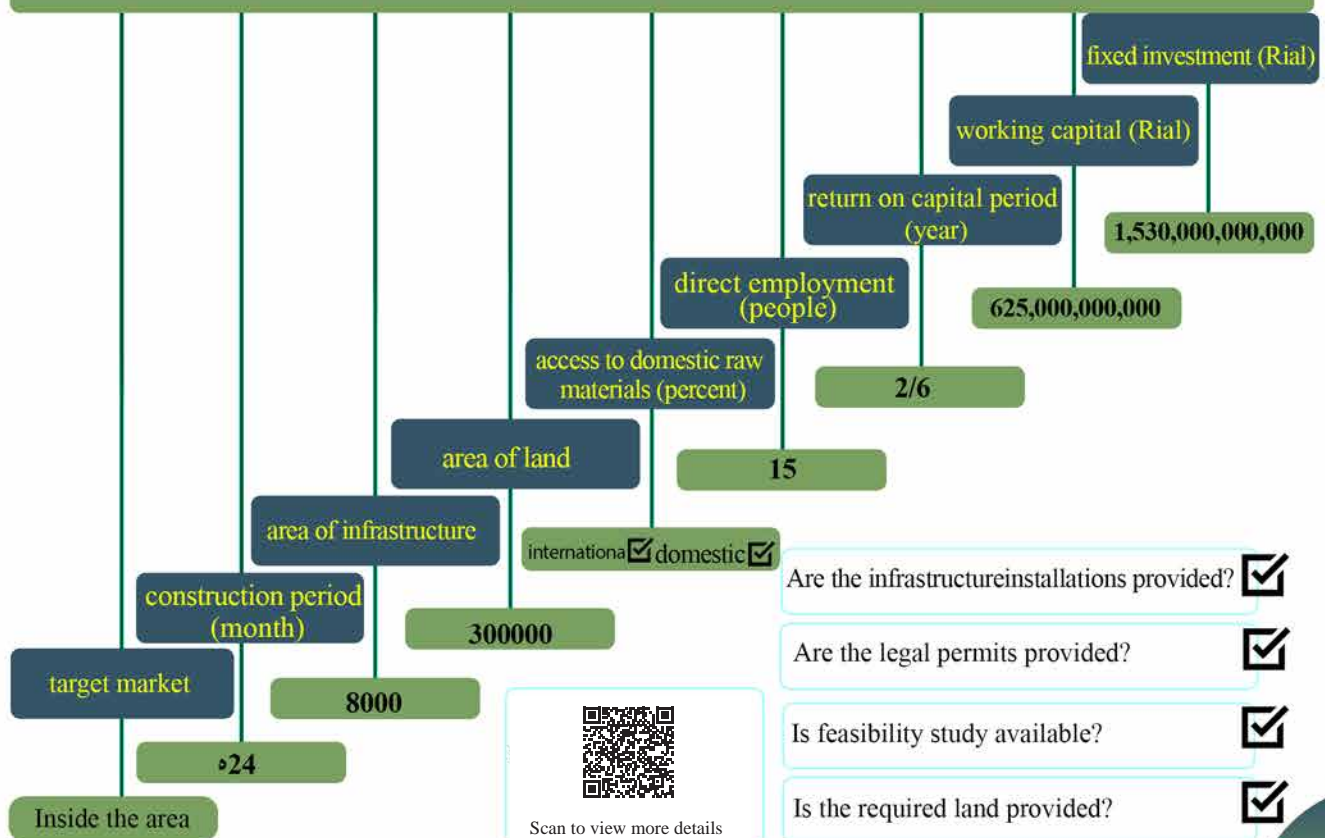 fixed investment (Rial)
1,530,000,000,000
working capital (Rial)
625,000,000,000
return on capital period
(year)
2/6
direct employment
(people)
15
access to domestic raw
materials (percent)
internationa domestic
area of land
300000
area of infrastructure
8000
construction period
(month)
°24
target market
Inside the area
Are the infrastructureinstallations provided?
Are the legal permits provided?
Is feasibility study available?
Is the required land provided?
Scan to view more details